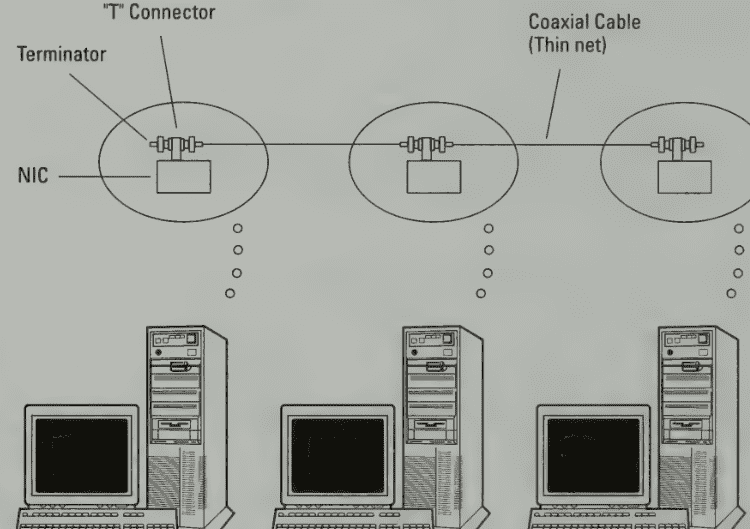 "T" Connector
Coaxial Cable
(Thin net)
Terminator
NIC